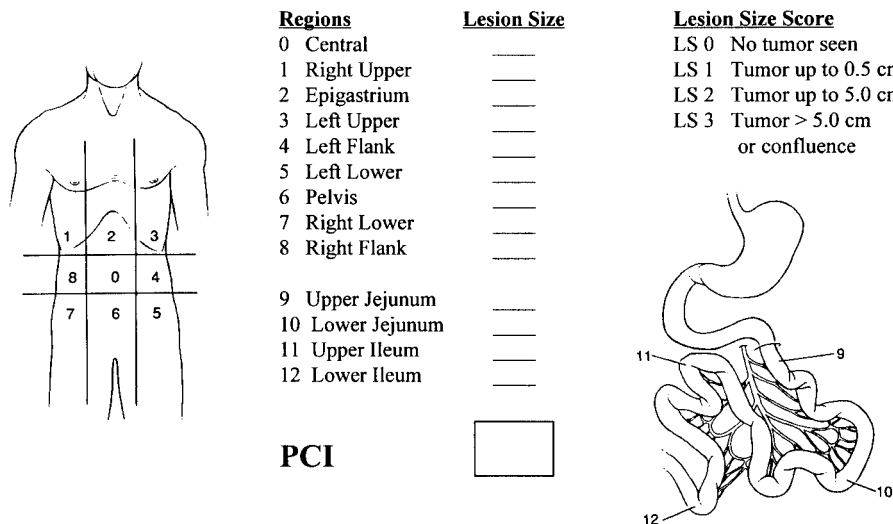 Regions Lesion Size Lesion Size Score
0 Central LS 0 No tumor seen
1 Right Upper LS 1 Tumor up to 0.5 cm
2 Epigastrium LS 2 Tumor up to 5.0 cm
3 Left Upper LS 3 Tumor > 5.0 cm
4 Left Flank or confluence
5 Left Lower
6 Pelvis
7 Right Lower
8 Right Flank
9 Upper Jejunum
10 Lower Jejunum
11 Upper Ileum
12 Lower Ileum
PCI
1 2 3
8 0 4
7 6 5
11 9
10
12